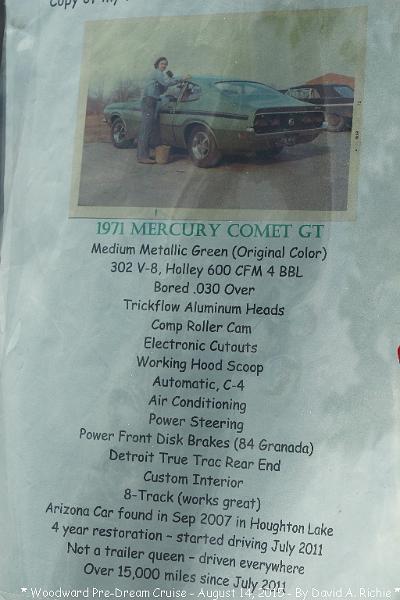 Copy of my
1971 MERCURY COMET GT
Medium Metallic Green (Original Color)
302 V-8, Holley 600 CFM 4 BBL
Bored .030 Over
Trickflow Aluminum Heads
Comp Roller Cam
Electronic Cutouts
Working Hood Scoop
Automatic, C-4
Air Conditioning
Power Steering
Power Front Disk Brakes (84 Granada)
Detroit True Trac Rear End
Custom Interior
8-Track (works great)
Arizona Car found in Sep 2007 in Houghton Lake
4 year restoration - started driving July 2011
Not a trailer queen - driven everywhere
Over 15,000 miles since July 2011
* Woodward Pre-Dream Cruise - August 14, 2015 - By David A. Richie *